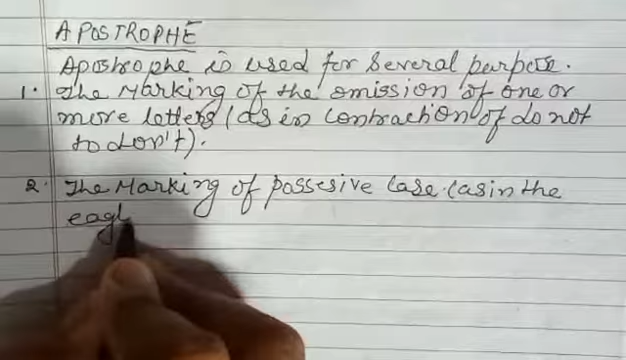 APOSTROPHE
Apostrophe is used for several purpose.
1. The Marking of the omission of one or
more letters (as in contraction of do not
to don't).
2. The Marking of possesive case. (as in the
eagl